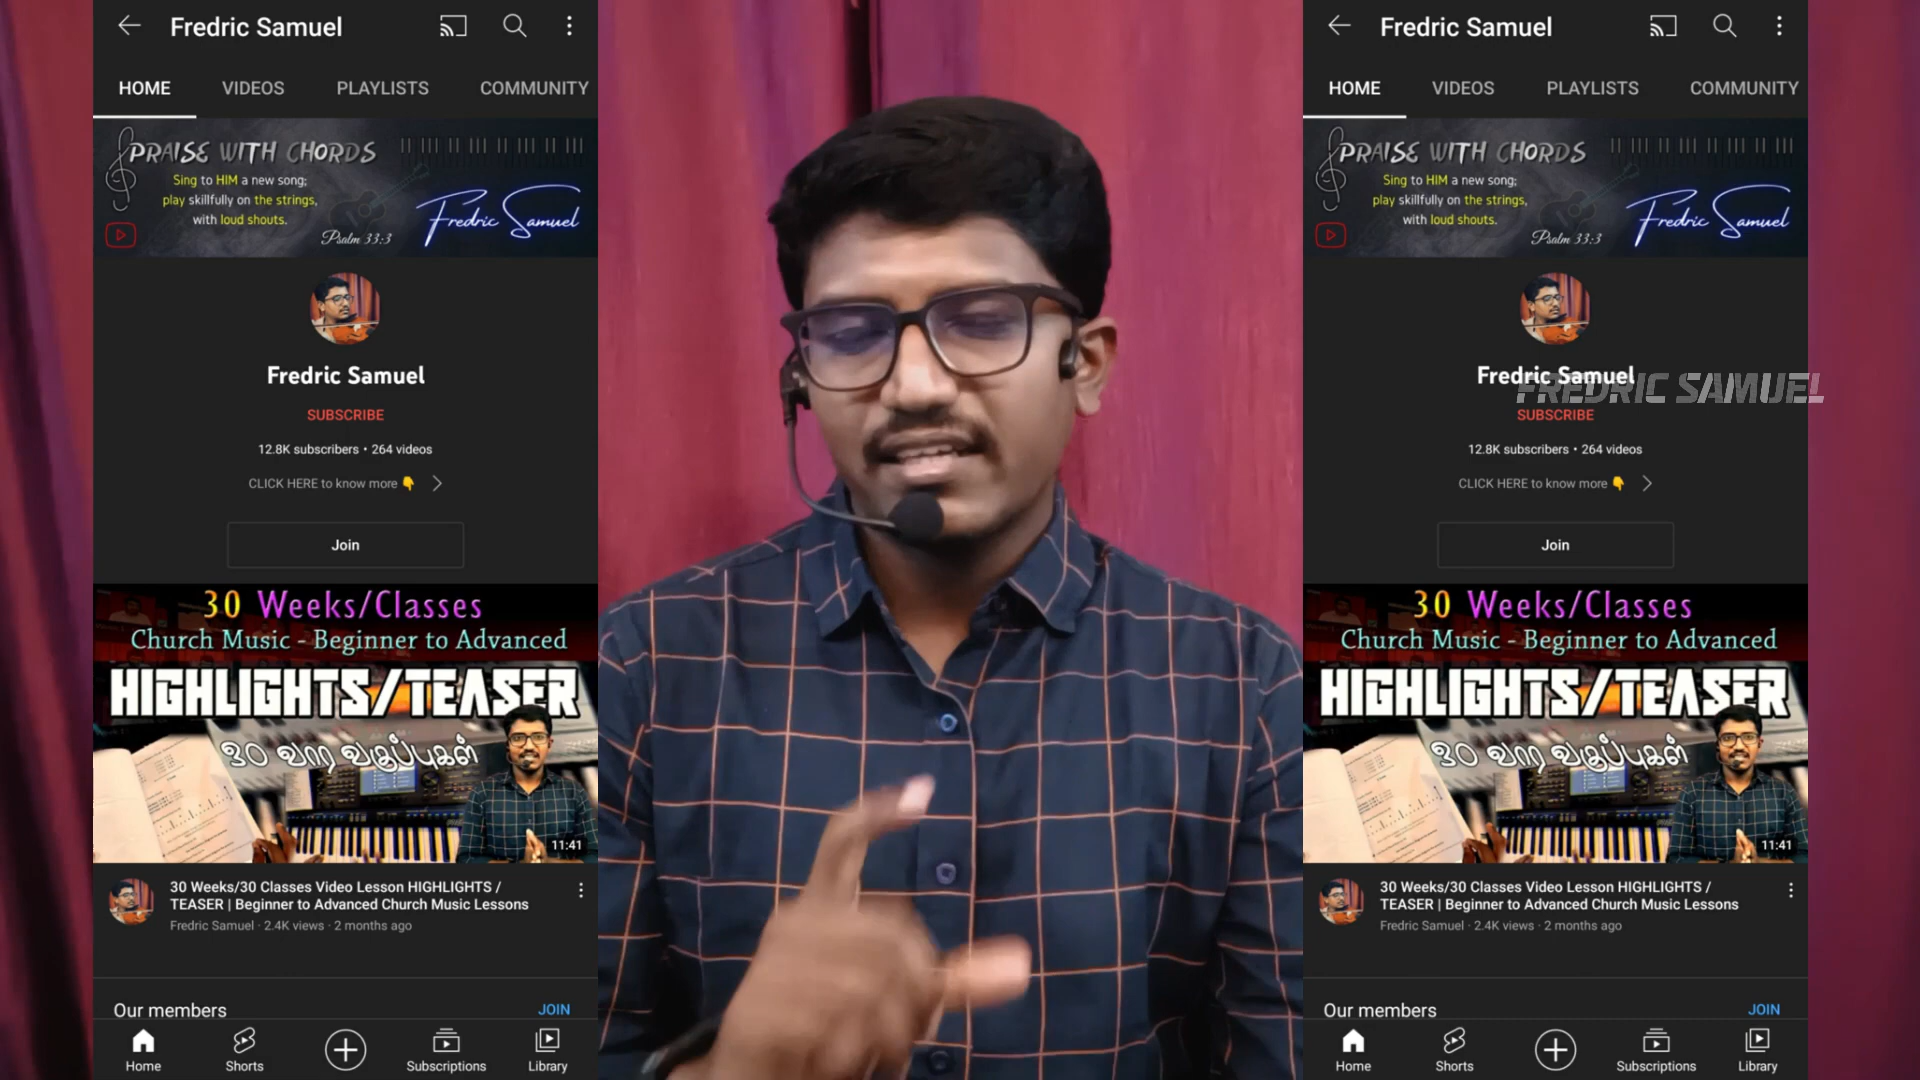 Fredric Samuel
HOME VIDEOS PLAYLISTS COMMUNITY
PRAISE WITH CHORDS
Sing to HIM a new song;
play skillfully on the strings,
with loud shouts.
Psalm 33:3
Fredric Samuel
Fredric Samuel
SUBSCRIBE
12.8K subscribers • 264 videos
CLICK HERE to know more 👇
Join
30 Weeks/Classes
Church Music - Beginner to Advanced
HIGHLIGHTS/TEASER
30 வார வகுப்புகள்
11:41
30 Weeks/30 Classes Video Lesson HIGHLIGHTS /
TEASER | Beginner to Advanced Church Music Lessons
Fredric Samuel · 2.4K views · 2 months ago
Our members JOIN
Home Shorts Subscriptions Library
Fredric Samuel
HOME VIDEOS PLAYLISTS COMMUNITY
PRAISE WITH CHORDS
Sing to HIM a new song;
play skillfully on the strings,
with loud shouts.
Psalm 33:3
Fredric Samuel
Fredric Samuel
FREDRIC SAMUEL
SUBSCRIBE
12.8K subscribers • 264 videos
CLICK HERE to know more 👇
Join
30 Weeks/Classes
Church Music - Beginner to Advanced
HIGHLIGHTS/TEASER
30 வார வகுப்புகள்
11:41
30 Weeks/30 Classes Video Lesson HIGHLIGHTS /
TEASER | Beginner to Advanced Church Music Lessons
Fredric Samuel · 2.4K views · 2 months ago
Our members JOIN
Home Shorts Subscriptions Library